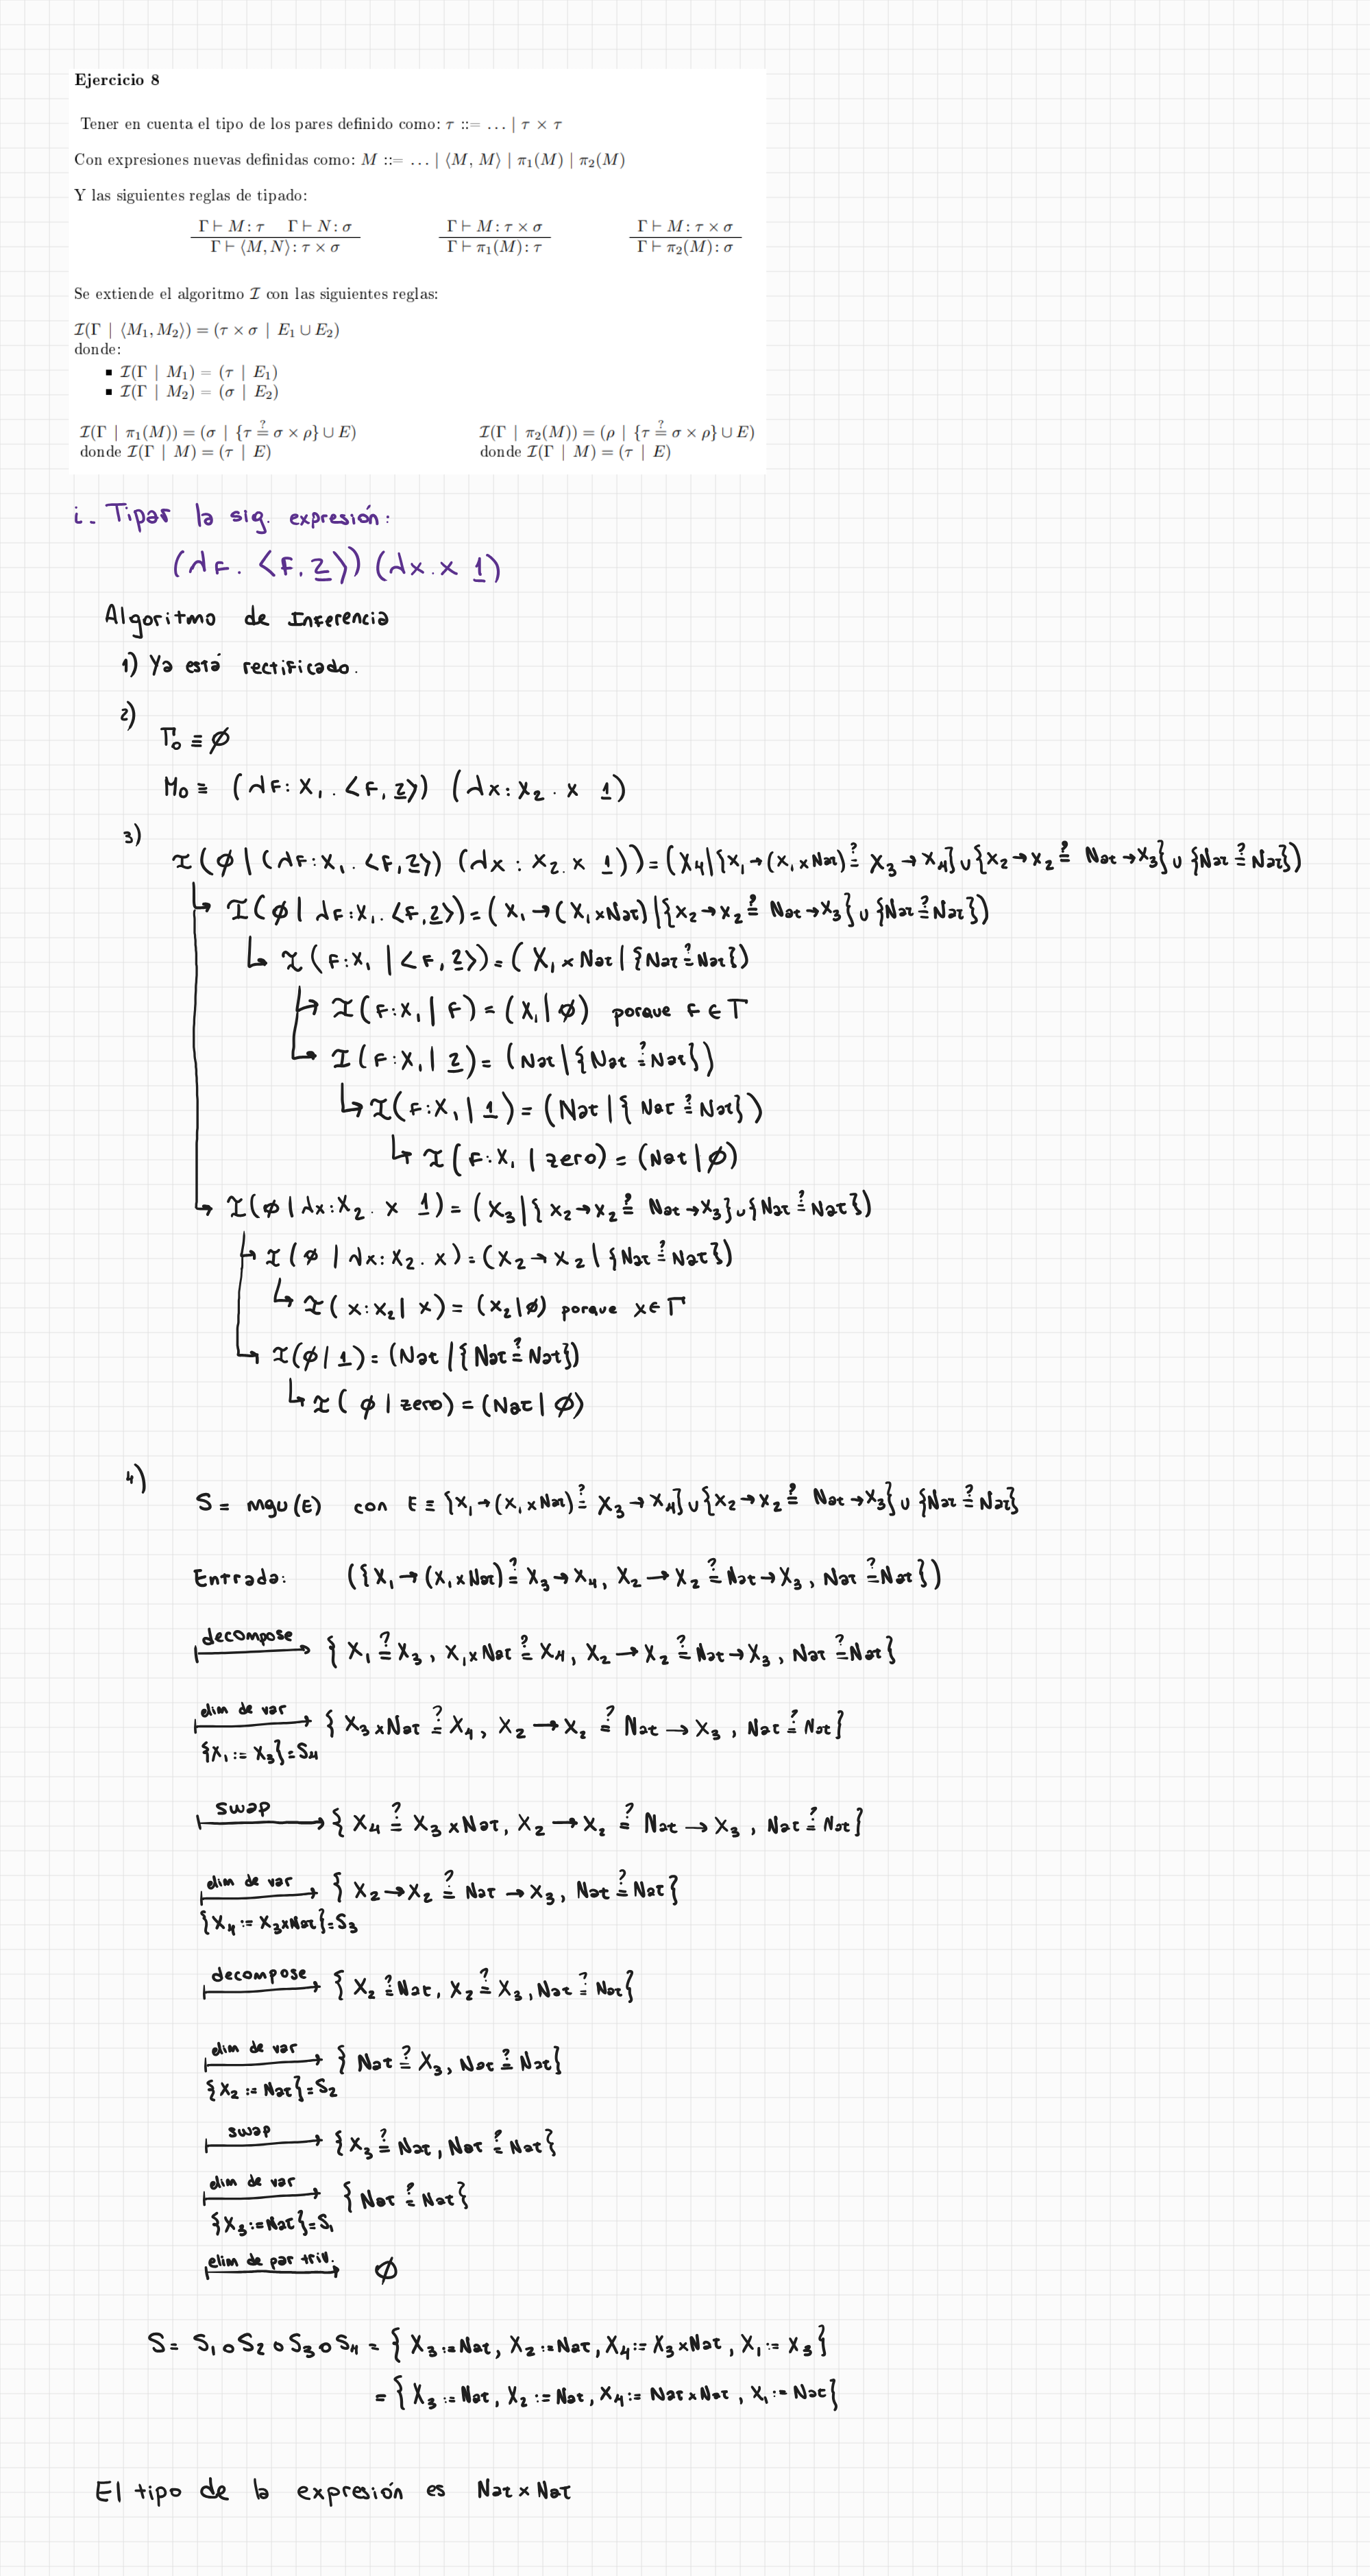 Ejercicio 8
Tener en cuenta el tipo de los pares definido como: τ ::= … | τ × τ
Con expresiones nuevas definidas como: M ::= … | ⟨M, M⟩ | π₁(M) | π₂(M)
Y las siguientes reglas de tipado:
Γ ⊢ M : τ Γ ⊢ N : σ Γ ⊢ M : τ × σ Γ ⊢ M : τ × σ
Γ ⊢ ⟨M, N⟩ : τ × σ Γ ⊢ π₁(M) : τ Γ ⊢ π₂(M) : σ
Se extiende el algoritmo ℐ con las siguientes reglas:
ℐ(Γ | ⟨M₁, M₂⟩) = (τ × σ | E₁ ∪ E₂)
donde:
▪ ℐ(Γ | M₁) = (τ | E₁)
▪ ℐ(Γ | M₂) = (σ | E₂)
ℐ(Γ | π₁(M)) = (σ | {τ ≟ σ × ρ} ∪ E) ℐ(Γ | π₂(M)) = (ρ | {τ ≟ σ × ρ} ∪ E)
donde ℐ(Γ | M) = (τ | E) donde ℐ(Γ | M) = (τ | E)
i. Tipar la sig. expresión:
(λf. <f, 2>) (λx. x 1)
Algoritmo de Inferencia
1) Ya está rectificado.
2)
Γ₀ ≡ ∅
M₀ ≡ (λf: X₁. <f, 2>) (λx: X₂. x 1)
3)
ℐ(∅ | (λf: X₁. <f, 2>) (λx : X₂. x 1)) = (X₄ | {X₁ → (X₁ × Nat) ≟ X₃ → X₄} ∪ {X₂ → X₂ ≟ Nat → X₃} ∪ {Nat ≟ Nat})
↳ ℐ(∅ | λf: X₁. <f, 2>) = (X₁ → (X₁ × Nat) | {X₂ → X₂ ≟ Nat → X₃} ∪ {Nat ≟ Nat})
↳ ℐ(f: X₁ | <f, 2>) = (X₁ × Nat | {Nat ≟ Nat})
↳ ℐ(f: X₁ | f) = (X₁ | ∅) porque f ∈ Γ
↳ ℐ(f: X₁ | 2) = (Nat | {Nat ≟ Nat})
↳ ℐ(f: X₁ | 1) = (Nat | {Nat ≟ Nat})
↳ ℐ(f: X₁ | zero) = (Nat | ∅)
↳ ℐ(∅ | λx: X₂. x 1) = (X₃ | {X₂ → X₂ ≟ Nat → X₃} ∪ {Nat ≟ Nat})
↳ ℐ(∅ | λx: X₂. x) = (X₂ → X₂ | {Nat ≟ Nat})
↳ ℐ(x: X₂ | x) = (X₂ | ∅) porque x ∈ Γ
↳ ℐ(∅ | 1) = (Nat | {Nat ≟ Nat})
↳ ℐ(∅ | zero) = (Nat | ∅)
4)
S = mgu(E) con E ≡ {X₁ → (X₁ × Nat) ≟ X₃ → X₄} ∪ {X₂ → X₂ ≟ Nat → X₃} ∪ {Nat ≟ Nat}
Entrada: ({X₁ → (X₁ × Nat) ≟ X₃ → X₄, X₂ → X₂ ≟ Nat → X₃, Nat ≟ Nat})
decompose {X₁ ≟ X₃, X₁ × Nat ≟ X₄, X₂ → X₂ ≟ Nat → X₃, Nat ≟ Nat}
elim de var {X₃ × Nat ≟ X₄, X₂ → X₂ ≟ Nat → X₃, Nat ≟ Nat}
{X₁ := X₃} = S₄
swap {X₄ ≟ X₃ × Nat, X₂ → X₂ ≟ Nat → X₃, Nat ≟ Nat}
elim de var {X₂ → X₂ ≟ Nat → X₃, Nat ≟ Nat}
{X₄ := X₃ × Nat} = S₃
decompose {X₂ ≟ Nat, X₂ ≟ X₃, Nat ≟ Nat}
elim de var {Nat ≟ X₃, Nat ≟ Nat}
{X₂ := Nat} = S₂
swap {X₃ ≟ Nat, Nat ≟ Nat}
elim de var {Nat ≟ Nat}
{X₃ := Nat} = S₁
elim de par triv. ∅
S = S₁ ∘ S₂ ∘ S₃ ∘ S₄ = {X₃ := Nat, X₂ := Nat, X₄ := X₃ × Nat, X₁ := X₃}
= {X₃ := Nat, X₂ := Nat, X₄ := Nat × Nat, X₁ := Nat}
El tipo de la expresión es Nat × Nat